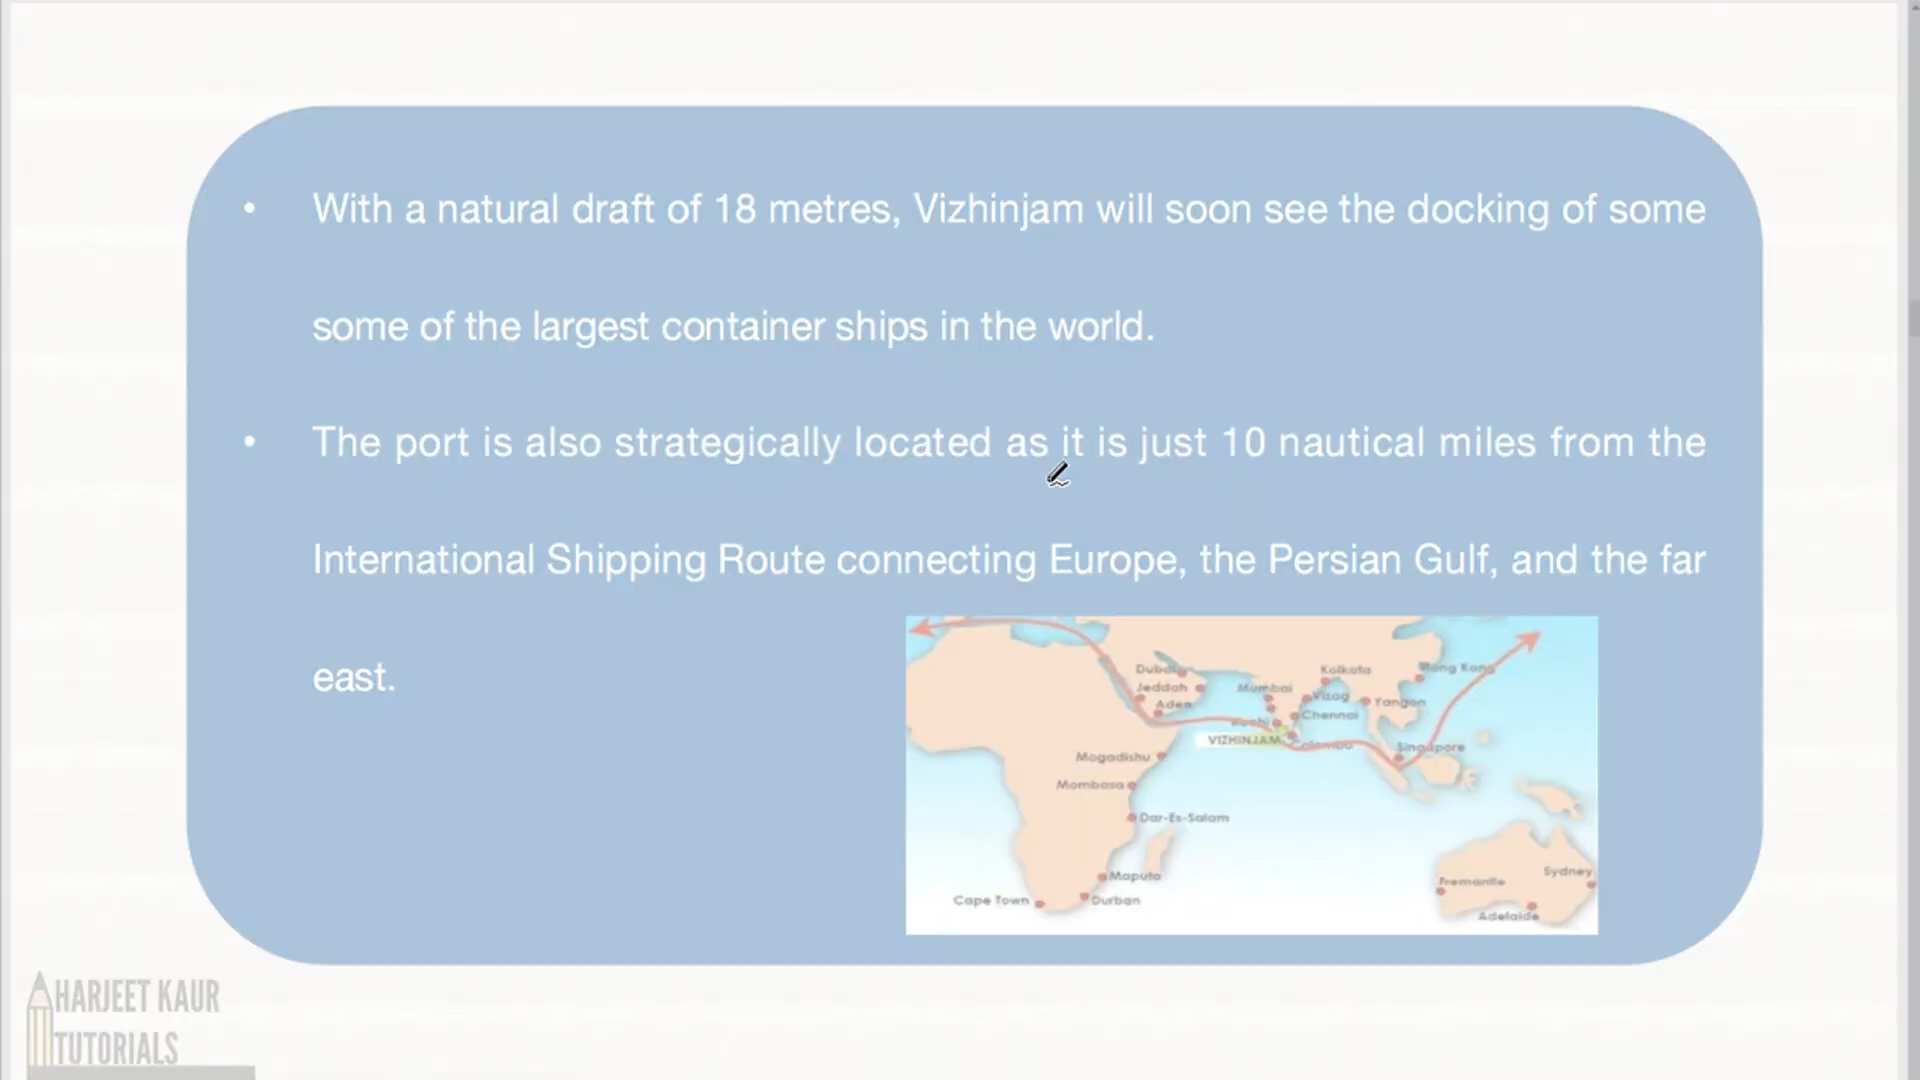 • With a natural draft of 18 metres, Vizhinjam will soon see the docking of some
some of the largest container ships in the world.
• The port is also strategically located as it is just 10 nautical miles from the
International Shipping Route connecting Europe, the Persian Gulf, and the far
east.
Dubai
Kolkata
Hong Kong
Jeddah
Mumbai
Vizag
Yangon
Aden
Kochi
Chennai
VIZHINJAM
Colombo
Singapore
Mogadishu
Mombasa
Dar-Es-Salam
Maputo
Sydney
Fremantle
Cape Town
Durban
Adelaide
HARJEET KAUR
TUTORIALS